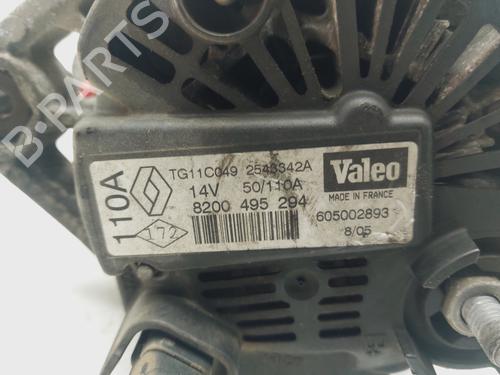 B-PARTS
110A
TG11C049 2543342A
14V 50/110A
8200 495 294
172
Valeo
MADE IN FRANCE
605002893
8/05